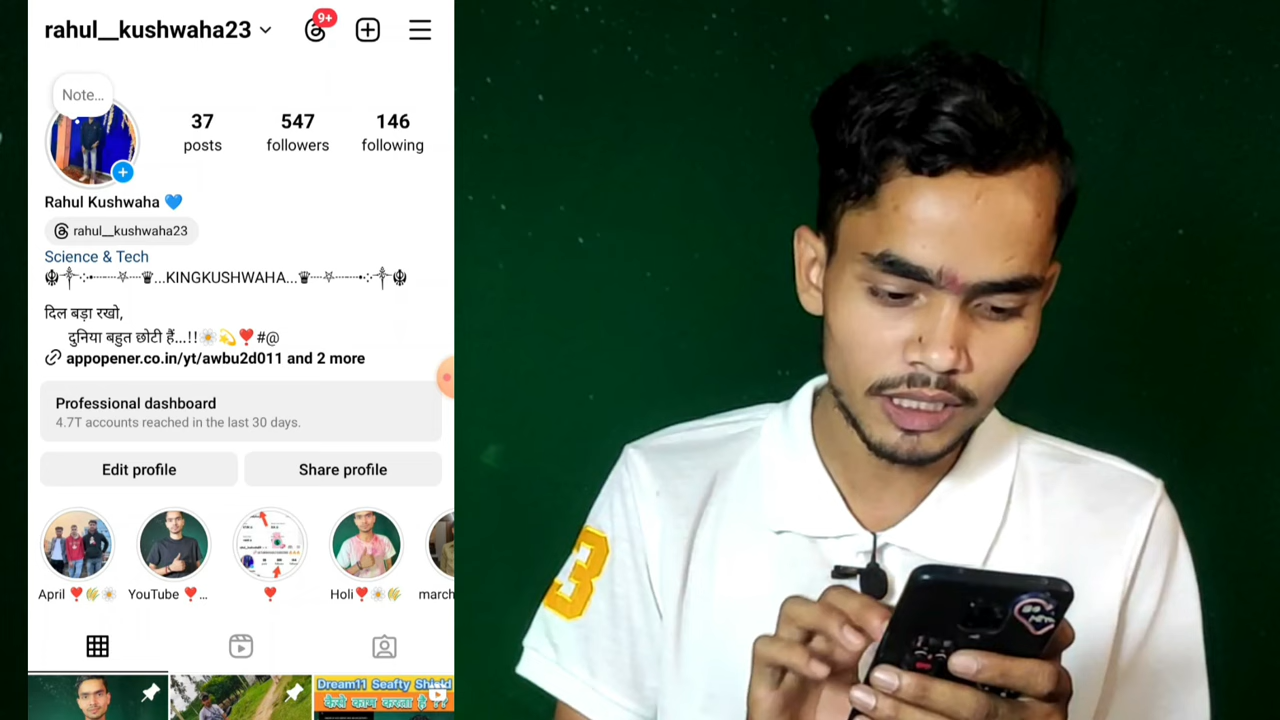 rahul__kushwaha23
9+
Note...
37
posts
547
followers
146
following
Rahul Kushwaha 💙
rahul__kushwaha23
Science & Tech
☬༒⁘•┈┈⛧┈♛...KINGKUSHWAHA...♛┈⛧┈┈•⁘༒☬
दिल बड़ा रखो,
दुनिया बहुत छोटी हैं...!!🌼💫❣️#@
appopener.co.in/yt/awbu2d011 and 2 more
Professional dashboard
4.7T accounts reached in the last 30 days.
Edit profile
Share profile
April ❣️👐🌼
YouTube ❣️...
❣️
Holi❣️🌼👐
march
Dream11 Seafty Shield
कैसे काम करता है ??
3